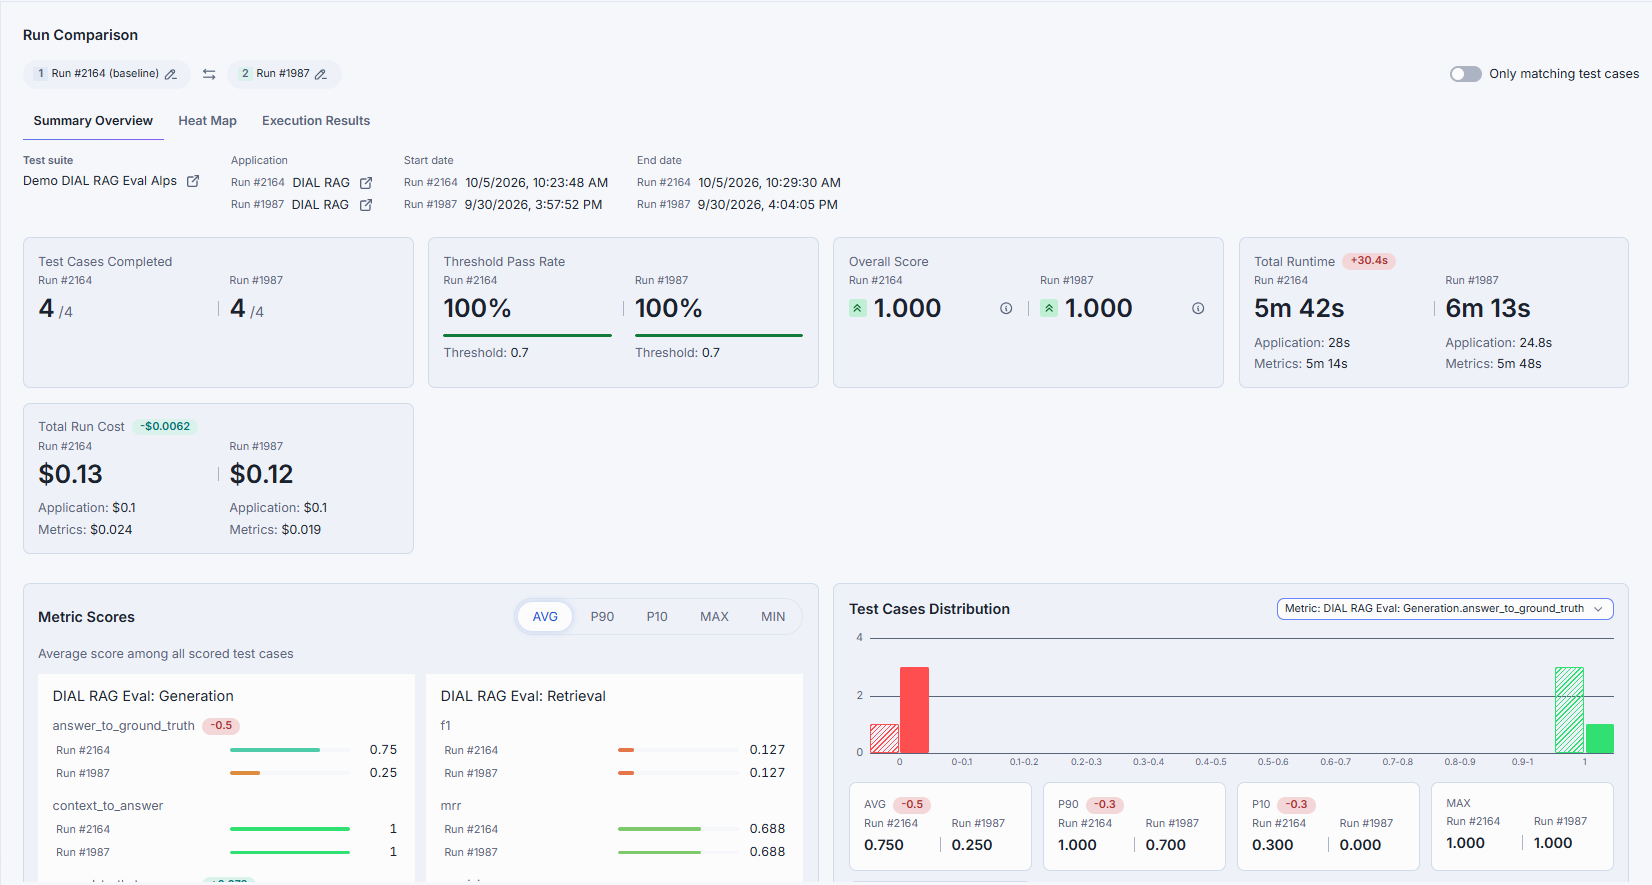 Run Comparison
1 Run #2164 (baseline) 2 Run #1987 Only matching test cases
Summary Overview Heat Map Execution Results
Test suite Application Start date End date
Demo DIAL RAG Eval Alps Run #2164 DIAL RAG Run #2164 10/5/2026, 10:23:48 AM Run #2164 10/5/2026, 10:29:30 AM
Run #1987 DIAL RAG Run #1987 9/30/2026, 3:57:52 PM Run #1987 9/30/2026, 4:04:05 PM
Test Cases Completed
Run #2164 Run #1987
4 /4 4 /4
Threshold Pass Rate
Run #2164 Run #1987
100% 100%
Threshold: 0.7 Threshold: 0.7
Overall Score
Run #2164 Run #1987
1.000 1.000
Total Runtime +30.4s
Run #2164 Run #1987
5m 42s 6m 13s
Application: 28s Application: 24.8s
Metrics: 5m 14s Metrics: 5m 48s
Total Run Cost -$0.0062
Run #2164 Run #1987
$0.13 $0.12
Application: $0.1 Application: $0.1
Metrics: $0.024 Metrics: $0.019
Metric Scores AVG P90 P10 MAX MIN
Average score among all scored test cases
DIAL RAG Eval: Generation
answer_to_ground_truth -0.5
Run #2164 0.75
Run #1987 0.25
context_to_answer
Run #2164 1
Run #1987 1
DIAL RAG Eval: Retrieval
f1
Run #2164 0.127
Run #1987 0.127
mrr
Run #2164 0.688
Run #1987 0.688
Test Cases Distribution Metric: DIAL RAG Eval: Generation.answer_to_ground_truth
4
2
0
0 0-0.1 0.1-0.2 0.2-0.3 0.3-0.4 0.4-0.5 0.5-0.6 0.6-0.7 0.7-0.8 0.8-0.9 0.9-1 1
AVG -0.5
Run #2164 Run #1987
0.750 0.250
P90 -0.3
Run #2164 Run #1987
1.000 0.700
P10 -0.3
Run #2164 Run #1987
0.300 0.000
MAX
Run #2164 Run #1987
1.000 1.000